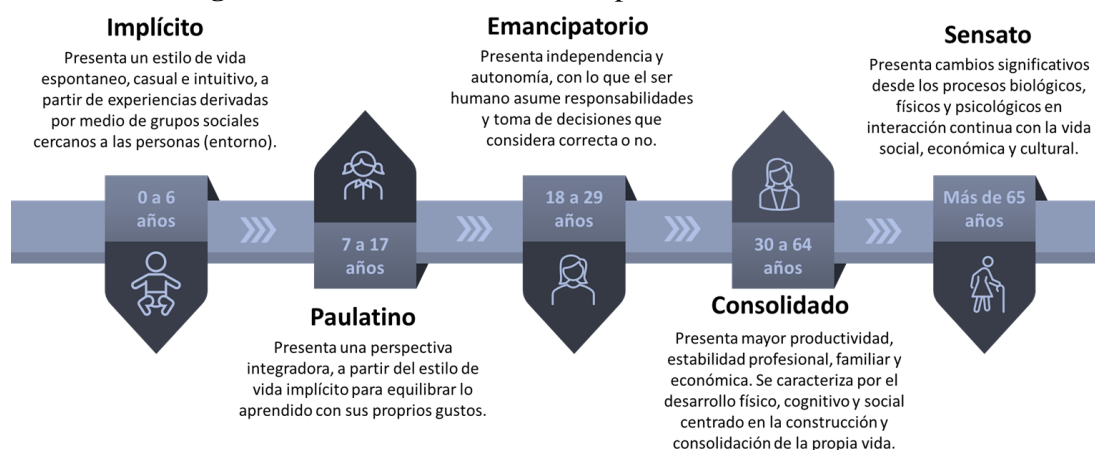 Implícito
Presenta un estilo de vida
espontaneo, casual e intuitivo, a
partir de experiencias derivadas
por medio de grupos sociales
cercanos a las personas (entorno).
0 a 6
años
7 a 17
años
Paulatino
Presenta una perspectiva
integradora, a partir del estilo de
vida implícito para equilibrar lo
aprendido con sus proprios gustos.
Emancipatorio
Presenta independencia y
autonomía, con lo que el ser
humano asume responsabilidades
y toma de decisiones que
considera correcta o no.
18 a 29
años
30 a 64
años
Consolidado
Presenta mayor productividad,
estabilidad profesional, familiar y
económica. Se caracteriza por el
desarrollo físico, cognitivo y social
centrado en la construcción y
consolidación de la propia vida.
Sensato
Presenta cambios significativos
desde los procesos biológicos,
físicos y psicológicos en
interacción continua con la vida
social, económica y cultural.
Más de 65
años